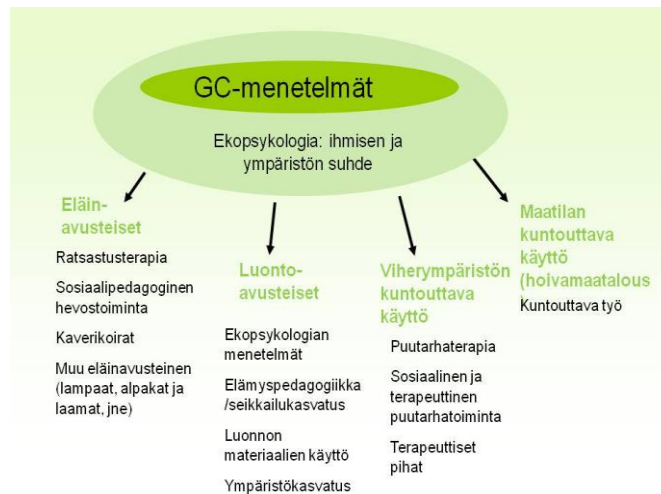 GC-menetelmät
Ekopsykologia: ihmisen ja
ympäristön suhde
Eläin-
avusteiset
Ratsastusterapia
Sosiaalipedagoginen
hevostoiminta
Kaverikoirat
Muu eläinavusteinen
(lampaat, alpakat ja
laamat, jne)
Luonto-
avusteiset
Ekopsykologian
menetelmät
Elämyspedagogiikka
/seikkailukasvatus
Luonnon
materiaalien käyttö
Ympäristökasvatus
Viherympäristön
kuntouttava
käyttö
Puutarhaterapia
Sosiaalinen ja
terapeuttinen
puutarhatoiminta
Terapeuttiset
pihat
Maatilan
kuntouttava
käyttö
(hoivamaatalous
)
Kuntouttava työ